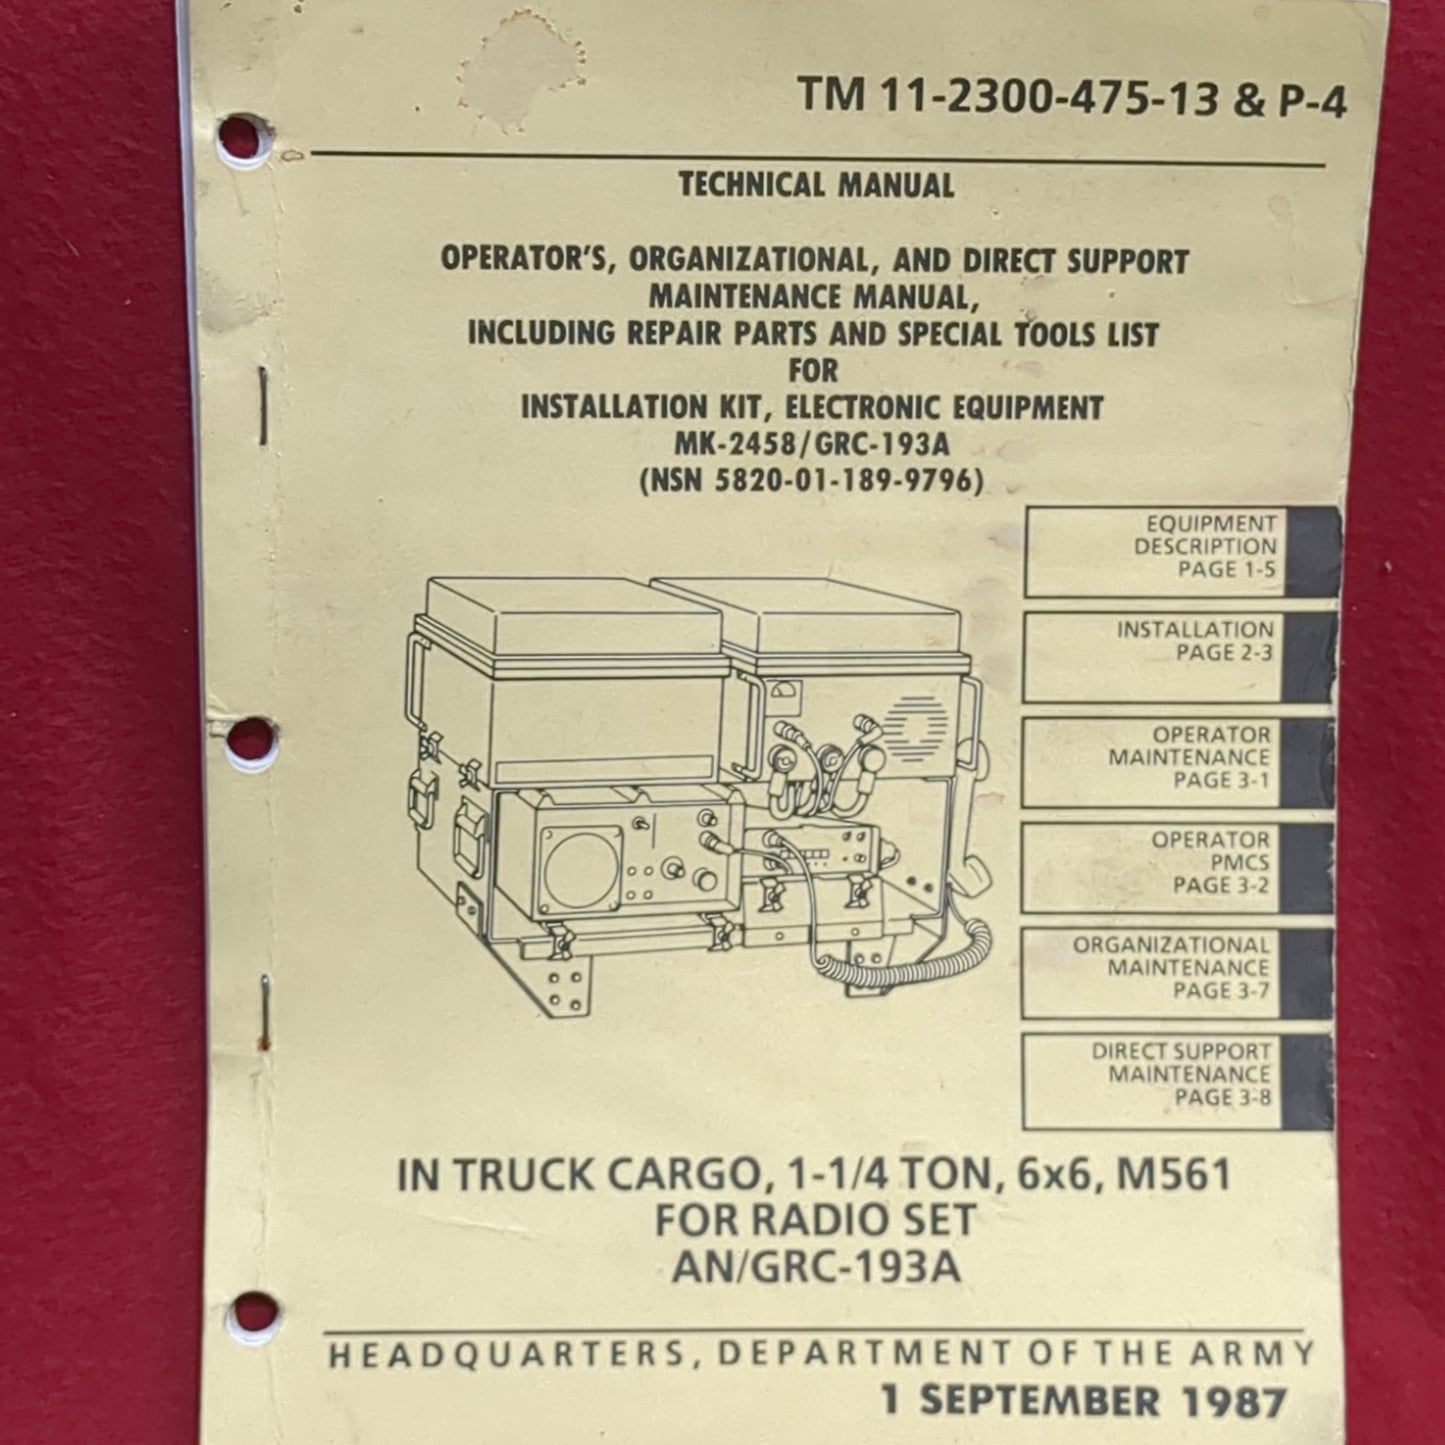 TM 11-2300-475-13 & P-4
TECHNICAL MANUAL
OPERATOR'S, ORGANIZATIONAL, AND DIRECT SUPPORT
MAINTENANCE MANUAL,
INCLUDING REPAIR PARTS AND SPECIAL TOOLS LIST
FOR
INSTALLATION KIT, ELECTRONIC EQUIPMENT
MK-2458/GRC-193A
(NSN 5820-01-189-9796)
EQUIPMENT
DESCRIPTION
PAGE 1-5
INSTALLATION
PAGE 2-3
OPERATOR
MAINTENANCE
PAGE 3-1
OPERATOR
PMCS
PAGE 3-2
ORGANIZATIONAL
MAINTENANCE
PAGE 3-7
DIRECT SUPPORT
MAINTENANCE
PAGE 3-8
IN TRUCK CARGO, 1-1/4 TON, 6x6, M561
FOR RADIO SET
AN/GRC-193A
HEADQUARTERS, DEPARTMENT OF THE ARMY
1 SEPTEMBER 1987